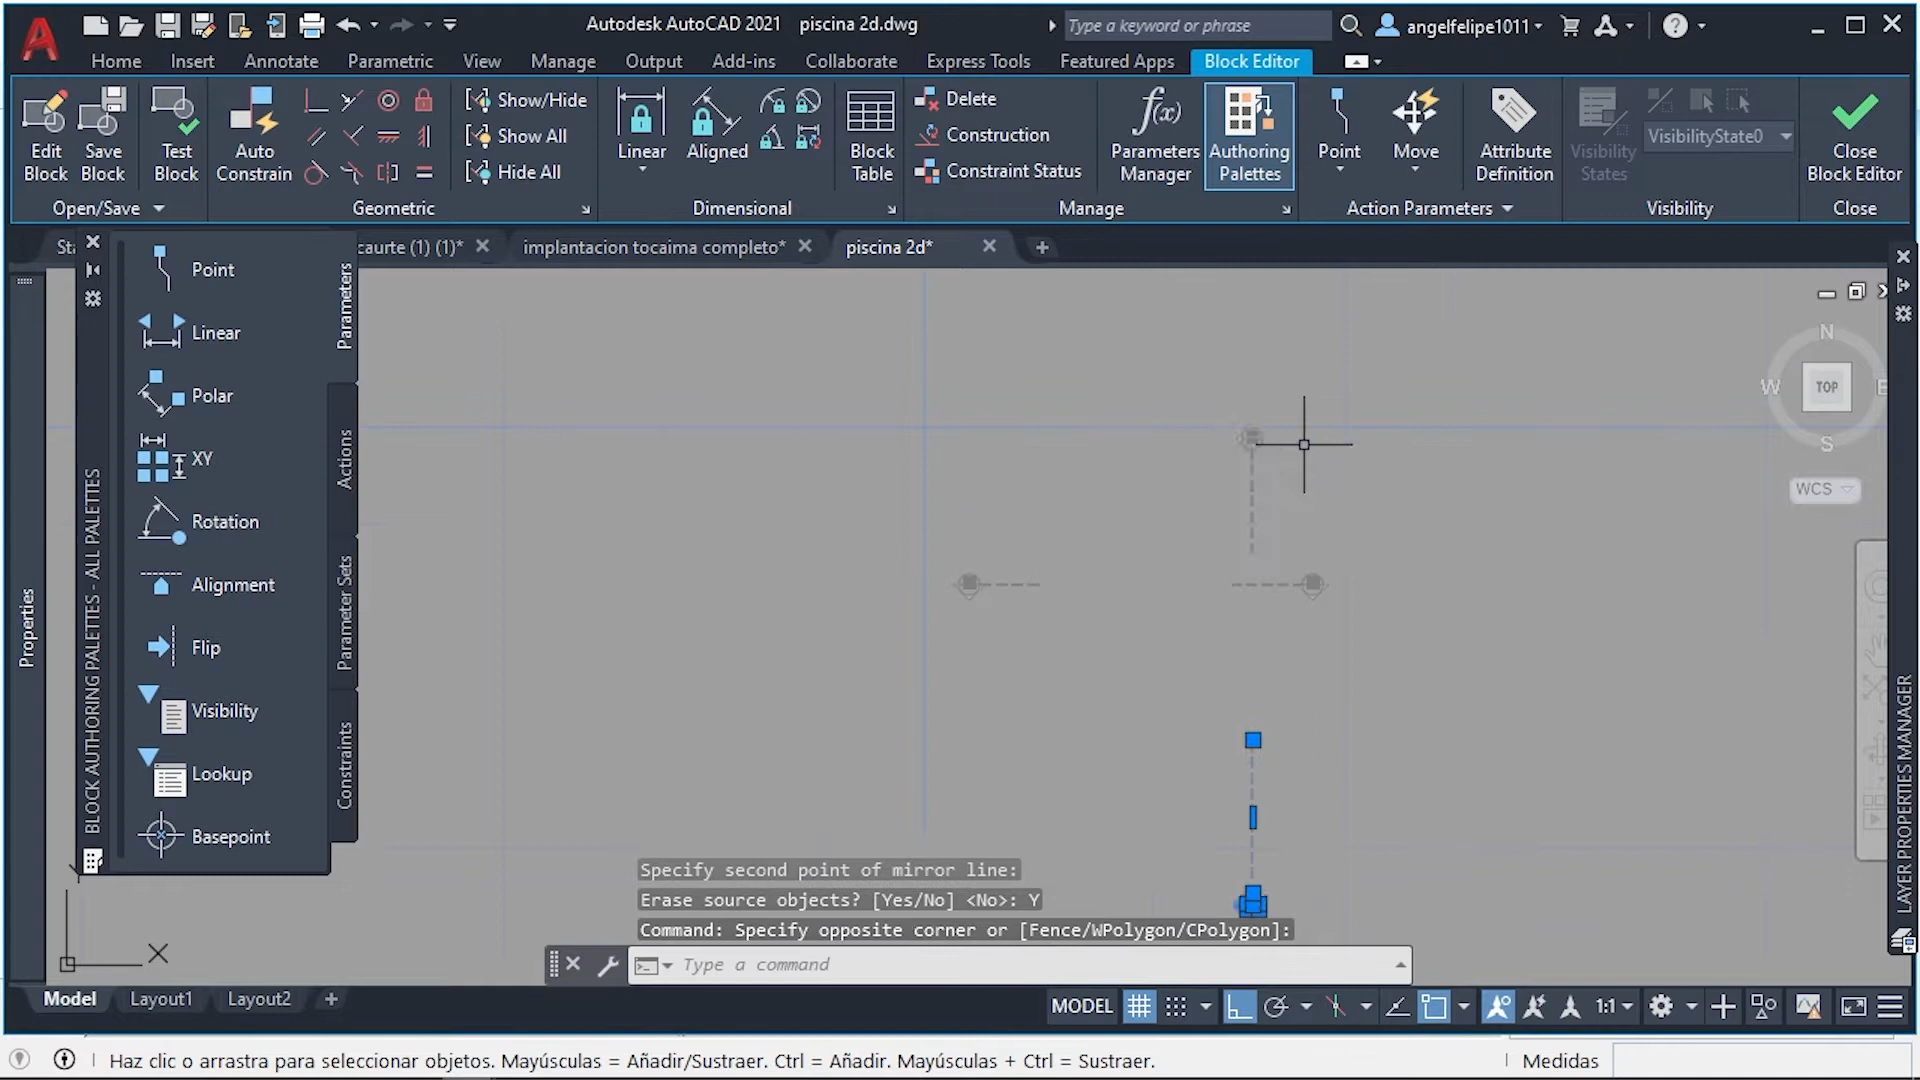 Autodesk AutoCAD 2021 piscina 2d.dwg
Type a keyword or phrase
angelfelipe1011
Home Insert Annotate Parametric View Manage Output Add-ins Collaborate Express Tools Featured Apps Block Editor
Edit Block
Save Block
Test Block
Open/Save
Auto Constrain
Show/Hide
Show All
Hide All
Geometric
Linear
Aligned
Block Table
Dimensional
Delete
Construction
Constraint Status
Parameters Manager
Authoring Palettes
Manage
Point
Move
Action Parameters
Attribute Definition
Visibility States
VisibilityState0
Visibility
Close Block Editor
Close
Sta
caurte (1) (1)*
implantacion tocaima completo*
piscina 2d*
Properties
BLOCK AUTHORING PALETTES - ALL PALETTES
Point
Linear
Polar
XY
Rotation
Alignment
Flip
Visibility
Lookup
Basepoint
Parameters
Actions
Parameter Sets
Constraints
N
W
TOP
E
S
WCS
LAYER PROPERTIES MANAGER
X
Specify second point of mirror line:
Erase source objects? [Yes/No] <No>: Y
Command: Specify opposite corner or [Fence/WPolygon/CPolygon]:
Type a command
Model Layout1 Layout2
MODEL
1:1
Haz clic o arrastra para seleccionar objetos. Mayúsculas = Añadir/Sustraer. Ctrl = Añadir. Mayúsculas + Ctrl = Sustraer.
Medidas